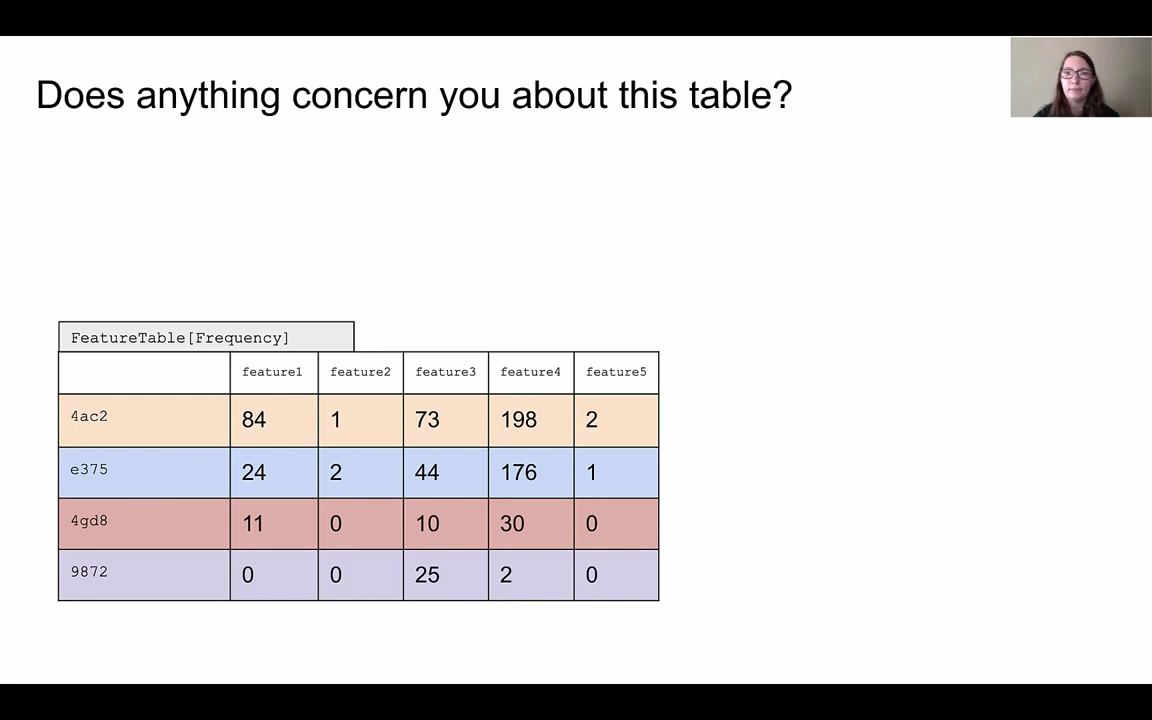 Does anything concern you about this table?
FeatureTable[Frequency]
feature1 feature2 feature3 feature4 feature5
4ac2 84 1 73 198 2
e375 24 2 44 176 1
4gd8 11 0 10 30 0
9872 0 0 25 2 0